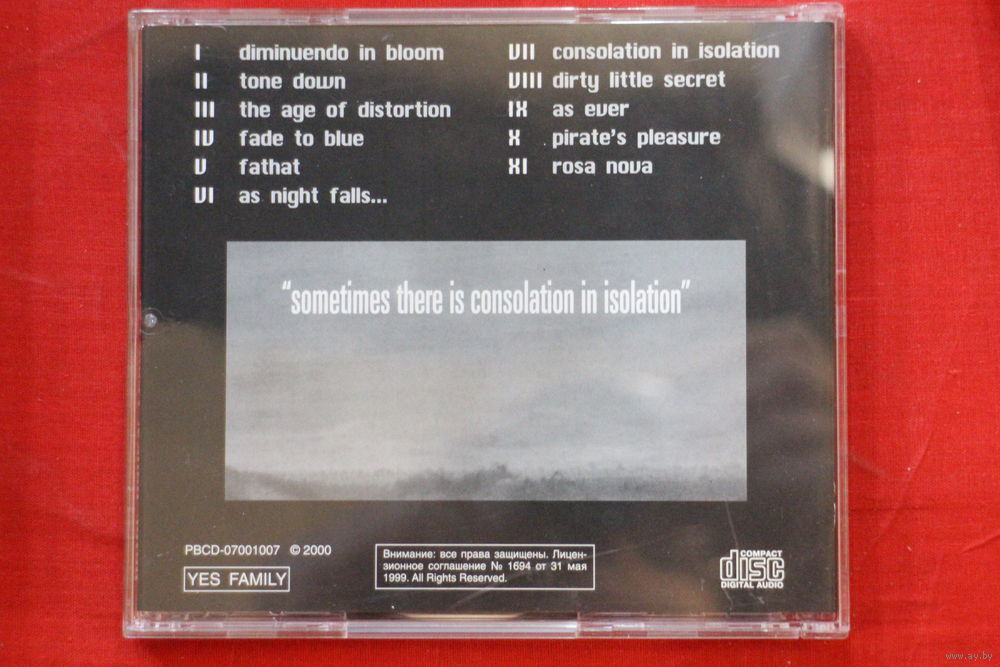 I diminuendo in bloom
II tone down
III the age of distortion
IV fade to blue
V fathat
VI as night falls...
VII consolation in isolation
VIII dirty little secret
IX as ever
X pirate's pleasure
XI rosa nova
"sometimes there is consolation in isolation"
PBCD-07001007 © 2000
YES FAMILY
Внимание: все права защищены. Лицен-
зионное соглашение № 1694 от 31 мая
1999. All Rights Reserved.
COMPACT
disc
DIGITAL AUDIO
www.ay.by